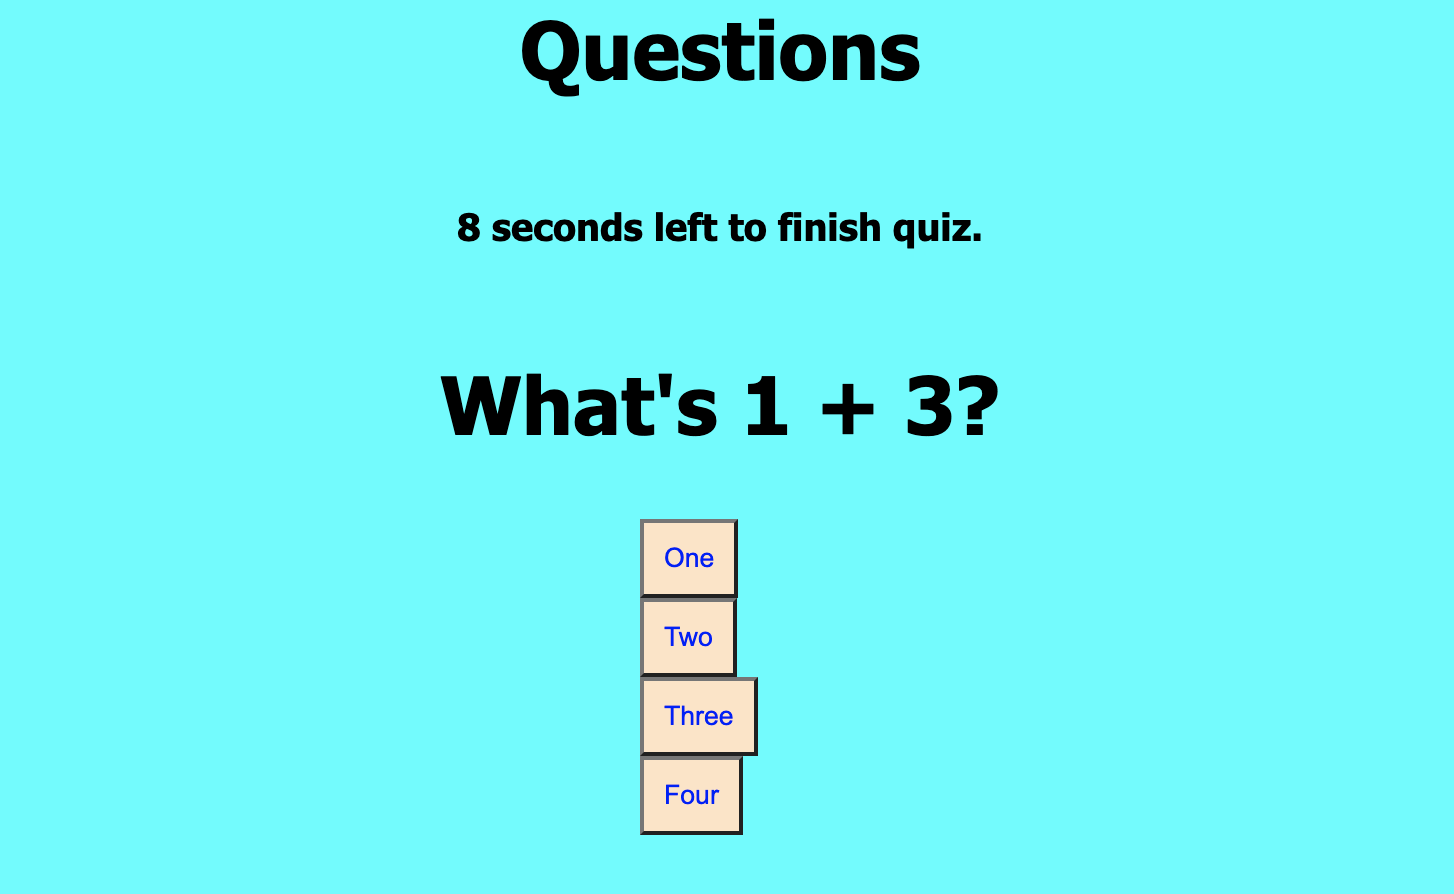 Questions
8 seconds left to finish quiz.
What's 1 + 3?
One
Two
Three
Four